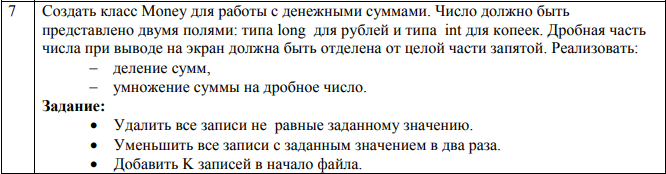 7 Создать класс Money для работы с денежными суммами. Число должно быть
представлено двумя полями: типа long для рублей и типа int для копеек. Дробная часть
числа при выводе на экран должна быть отделена от целой части запятой. Реализовать:
– деление сумм,
– умножение суммы на дробное число.
Задание:
• Удалить все записи не равные заданному значению.
• Уменьшить все записи с заданным значением в два раза.
• Добавить K записей в начало файла.